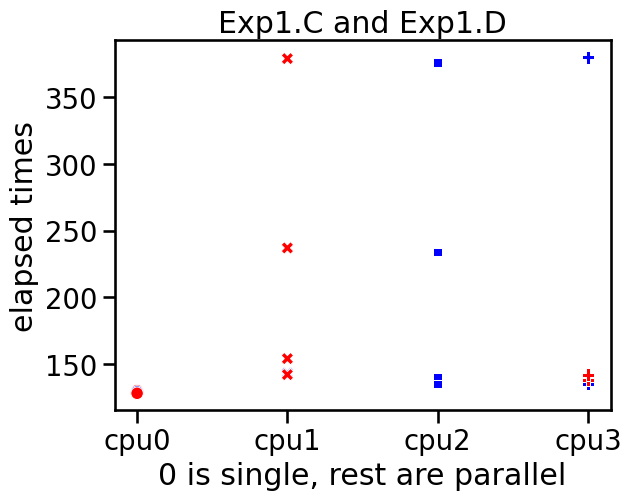 Exp1.C and Exp1.D
elapsed times
350
300
250
200
150
cpu0 cpu1 cpu2 cpu3
0 is single, rest are parallel